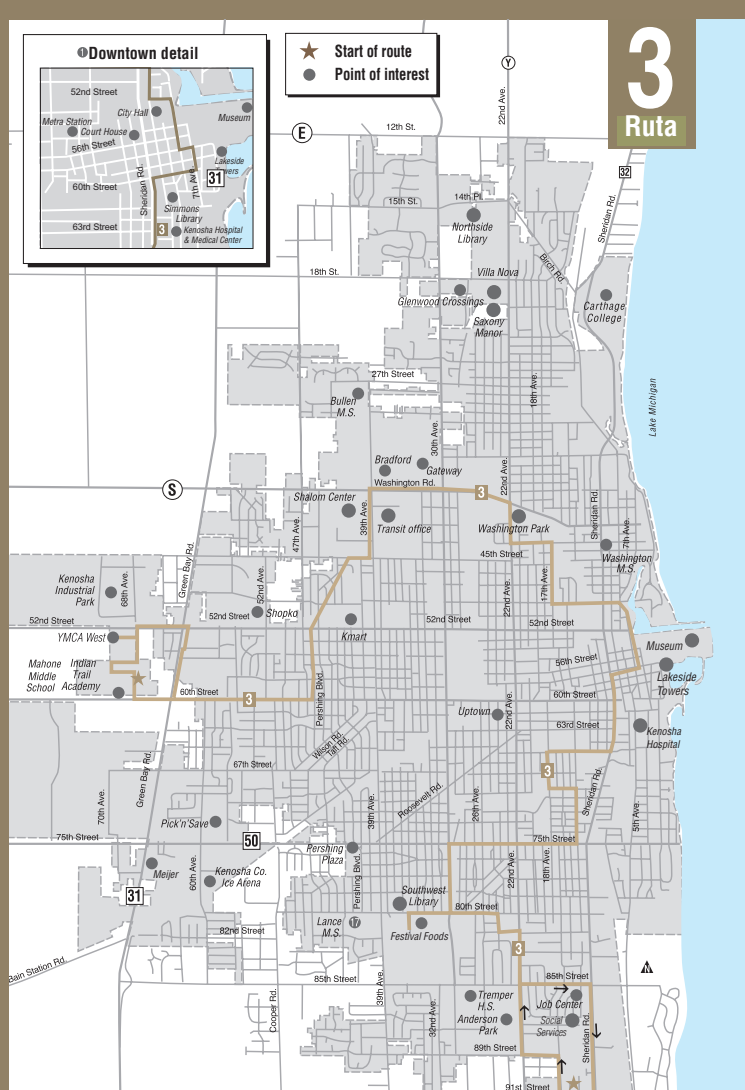 1 Downtown detail
52nd Street
City Hall
Museum
Metra Station
Court House
56th Street
Lakeside
Towers
31
60th Street
Sheridan Rd.
7th Ave.
Simmons
Library
63rd Street
3
Kenosha Hospital
& Medical Center
Start of route
Point of interest
3
Ruta
Y
22nd Ave.
E
12th St.
32
Sheridan Rd.
14th Pl.
15th St.
Northside
Library
Birch Rd.
18th St.
Villa Nova
Glenwood Crossings
Saxony
Manor
Carthage
College
27th Street
18th Ave.
Lake Michigan
Bullen
M.S.
30th Ave.
Bradford
Gateway
Washington Rd.
22nd Ave.
S
3
Shalom Center
39th Ave.
Transit office
Washington Park
Sheridan Rd.
7th Ave.
47th Ave.
45th Street
Washington
M.S.
Green Bay Rd.
Kenosha
Industrial
Park
68th Ave.
52nd Ave.
22nd Ave.
17th Ave.
52nd Street
52nd Street
Shopko
Kmart
52nd Street
52nd Street
YMCA West
Museum
Mahone
Middle
School
Indian
Trail
Academy
56th Street
Lakeside
Towers
60th Street
3
60th Street
Pershing Blvd.
Uptown
22nd Ave.
63rd Street
Kenosha
Hospital
Wilson Rd.
Taft Rd.
67th Street
Green Bay Rd.
3
Sheridan Rd.
70th Ave.
39th Ave.
Roosevelt Rd.
26th Ave.
5th Ave.
Pick'n'Save
75th Street
50
75th Street
Pershing
Plaza
Meijer
60th Ave.
Kenosha Co.
Ice Arena
Pershing Blvd.
22nd Ave.
18th Ave.
31
Southwest
Library
80th Street
Lance
M.S.
17
82nd Street
Festival Foods
3
Bain Station Rd.
N
85th Street
85th Street
39th Ave.
Cooper Rd.
32nd Ave.
Tremper
H.S.
Job Center
Anderson
Park
Social
Services
Sheridan Rd.
89th Street
91st Street